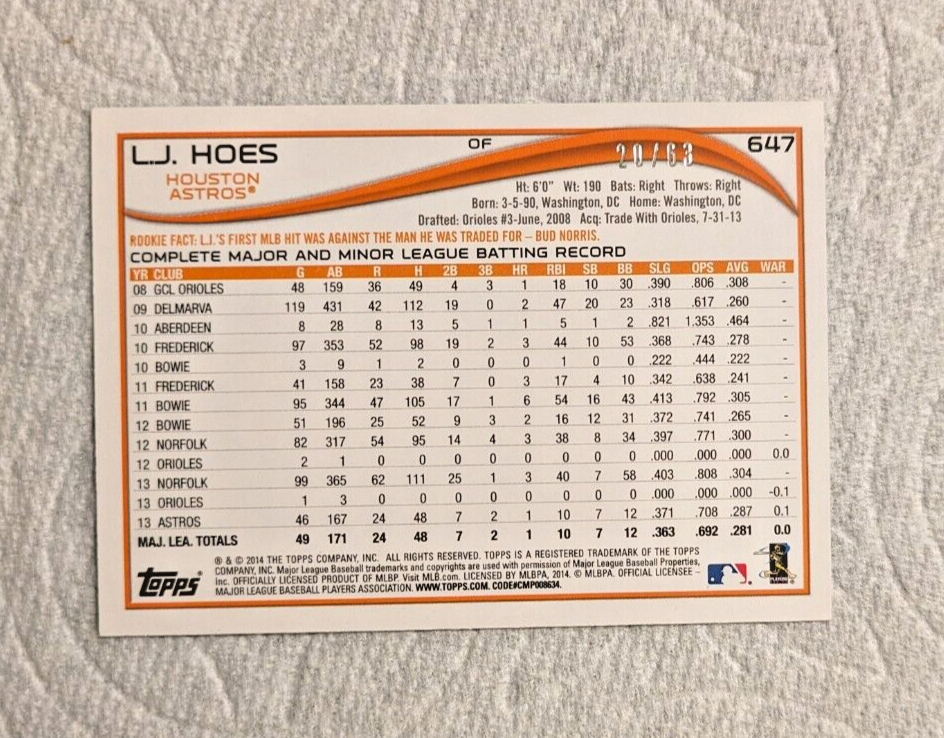 L.J. HOES OF 20/63 647
HOUSTON
ASTROS®
Ht: 6'0" Wt: 190 Bats: Right Throws: Right
Born: 3-5-90, Washington, DC Home: Washington, DC
Drafted: Orioles #3-June, 2008 Acq: Trade With Orioles, 7-31-13
ROOKIE FACT: L.J.'S FIRST MLB HIT WAS AGAINST THE MAN HE WAS TRADED FOR – BUD NORRIS.
COMPLETE MAJOR AND MINOR LEAGUE BATTING RECORD
YR CLUB G AB R H 2B 3B HR RBI SB BB SLG OPS AVG WAR
08 GCL ORIOLES 48 159 36 49 4 3 1 18 10 30 .390 .806 .308 -
09 DELMARVA 119 431 42 112 19 0 2 47 20 23 .318 .617 .260 -
10 ABERDEEN 8 28 8 13 5 1 1 5 1 2 .821 1.353 .464 -
10 FREDERICK 97 353 52 98 19 2 3 44 10 53 .368 .743 .278 -
10 BOWIE 3 9 1 2 0 0 0 1 0 0 .222 .444 .222 -
11 FREDERICK 41 158 23 38 7 0 3 17 4 10 .342 .638 .241 -
11 BOWIE 95 344 47 105 17 1 6 54 16 43 .413 .792 .305 -
12 BOWIE 51 196 25 52 9 3 2 16 12 31 .372 .741 .265 -
12 NORFOLK 82 317 54 95 14 4 3 38 8 34 .397 .771 .300 -
12 ORIOLES 2 1 0 0 0 0 0 0 0 0 .000 .000 .000 0.0
13 NORFOLK 99 365 62 111 25 1 3 40 7 58 .403 .808 .304 -
13 ORIOLES 1 3 0 0 0 0 0 0 0 0 .000 .000 .000 -0.1
13 ASTROS 46 167 24 48 7 2 1 10 7 12 .371 .708 .287 0.1
MAJ. LEA. TOTALS 49 171 24 48 7 2 1 10 7 12 .363 .692 .281 0.0
® & © 2014 THE TOPPS COMPANY, INC. ALL RIGHTS RESERVED. TOPPS IS A REGISTERED TRADEMARK OF THE TOPPS
COMPANY, INC. Major League Baseball trademarks and copyrights are used with permission of Major League Baseball Properties,
Inc. OFFICIALLY LICENSED PRODUCT OF MLBP. Visit MLB.com. LICENSED BY MLBPA, 2014. © MLBPA. OFFICIAL LICENSEE –
MAJOR LEAGUE BASEBALL PLAYERS ASSOCIATION. WWW.TOPPS.COM. CODE#CMP008634.
Topps